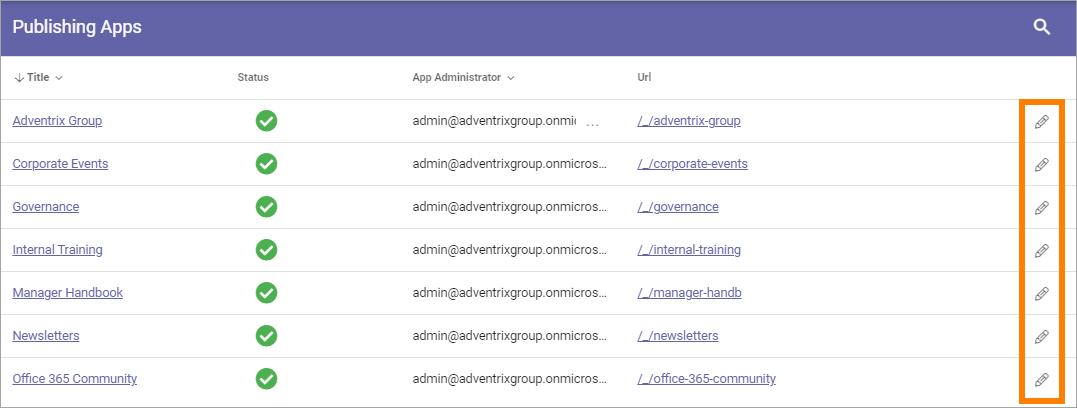 Publishing Apps
Title Status App Administrator Url
Adventrix Group admin@adventrixgroup.onmic ... /_/adventrix-group
Corporate Events admin@adventrixgroup.onmicros... /_/corporate-events
Governance admin@adventrixgroup.onmicros... /_/governance
Internal Training admin@adventrixgroup.onmicros... /_/internal-training
Manager Handbook admin@adventrixgroup.onmicros... /_/manager-handb
Newsletters admin@adventrixgroup.onmicros... /_/newsletters
Office 365 Community admin@adventrixgroup.onmicros... /_/office-365-community